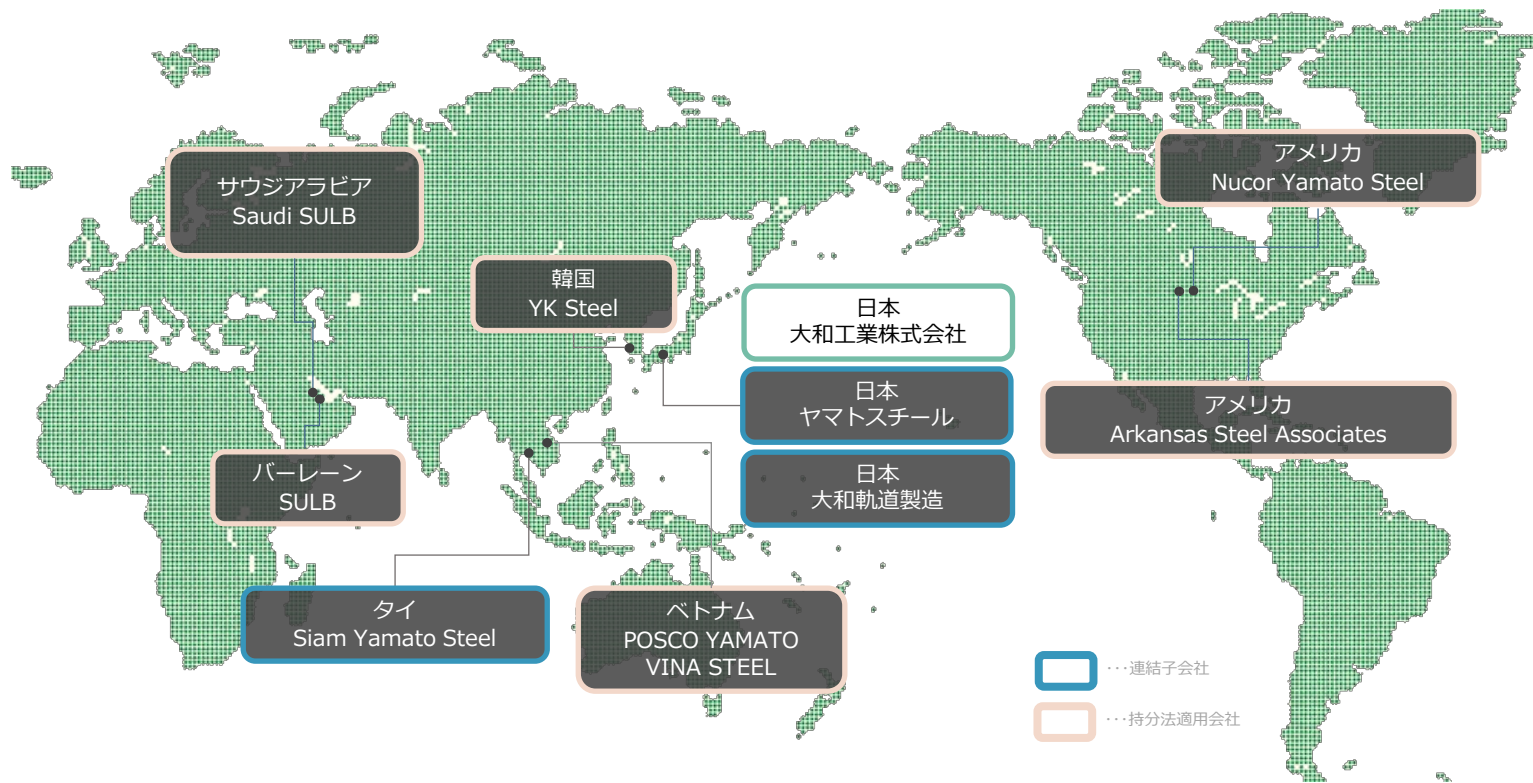 アメリカ
Nucor Yamato Steel
サウジアラビア
Saudi SULB
韓国
YK Steel
日本
大和工業株式会社
日本
ヤマトスチール
アメリカ
Arkansas Steel Associates
バーレーン
SULB
日本
大和軌道製造
タイ
Siam Yamato Steel
ベトナム
POSCO YAMATO
VINA STEEL
･･･連結子会社
･･･持分法適用会社